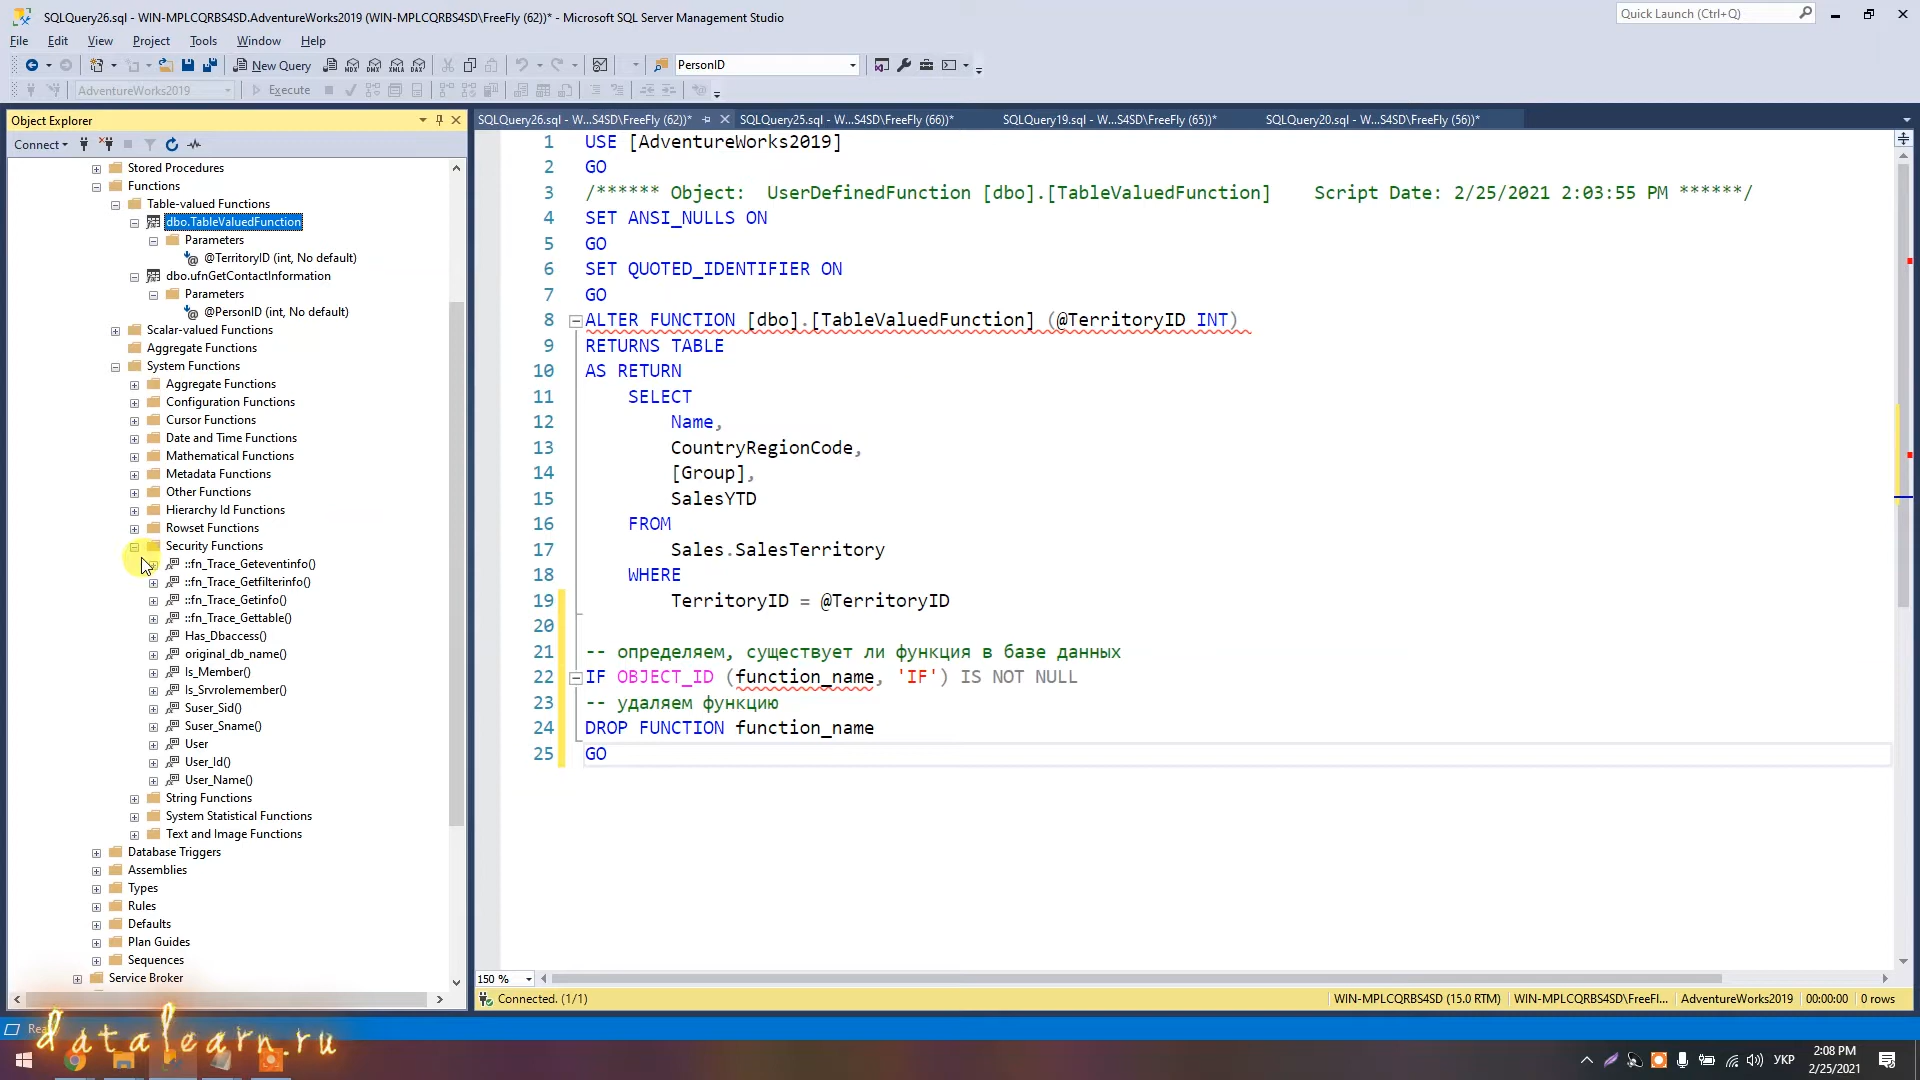 SQLQuery26.sql - WIN-MPLCQRBS4SD.AdventureWorks2019 (WIN-MPLCQRBS4SD\FreeFly (62))* - Microsoft SQL Server Management Studio
Quick Launch (Ctrl+Q)
File Edit View Project Tools Window Help
New Query
PersonID
AdventureWorks2019
Execute
Object Explorer
Connect
Stored Procedures
Functions
Table-valued Functions
dbo.TableValuedFunction
Parameters
@TerritoryID (int, No default)
dbo.ufnGetContactInformation
Parameters
@PersonID (int, No default)
Scalar-valued Functions
Aggregate Functions
System Functions
Aggregate Functions
Configuration Functions
Cursor Functions
Date and Time Functions
Mathematical Functions
Metadata Functions
Other Functions
Hierarchy Id Functions
Rowset Functions
Security Functions
::fn_Trace_Geteventinfo()
::fn_Trace_Getfilterinfo()
::fn_Trace_Getinfo()
::fn_Trace_Gettable()
Has_Dbaccess()
original_db_name()
Is_Member()
Is_Srvrolemember()
Suser_Sid()
Suser_Sname()
User
User_Id()
User_Name()
String Functions
System Statistical Functions
Text and Image Functions
Database Triggers
Assemblies
Types
Rules
Defaults
Plan Guides
Sequences
Service Broker
SQLQuery26.sql - W...S4SD\FreeFly (62))* SQLQuery25.sql - W...S4SD\FreeFly (66))* SQLQuery19.sql - W...S4SD\FreeFly (65))* SQLQuery20.sql - W...S4SD\FreeFly (56))*
1 USE [AdventureWorks2019]
2 GO
3 /****** Object:  UserDefinedFunction [dbo].[TableValuedFunction]    Script Date: 2/25/2021 2:03:55 PM ******/
4 SET ANSI_NULLS ON
5 GO
6 SET QUOTED_IDENTIFIER ON
7 GO
8 ALTER FUNCTION [dbo].[TableValuedFunction] (@TerritoryID INT)
9 RETURNS TABLE
10 AS RETURN
11 SELECT
12 Name,
13 CountryRegionCode,
14 [Group],
15 SalesYTD
16 FROM
17 Sales.SalesTerritory
18 WHERE
19 TerritoryID = @TerritoryID
20
21 -- определяем, существует ли функция в базе данных
22 IF OBJECT_ID (function_name, 'IF') IS NOT NULL
23 -- удаляем функцию
24 DROP FUNCTION function_name
25 GO
150 %
Connected. (1/1)
WIN-MPLCQRBS4SD (15.0 RTM) WIN-MPLCQRBS4SD\FreeFl... AdventureWorks2019 00:00:00 0 rows
datalearn.ru
УКР
2:08 PM
2/25/2021